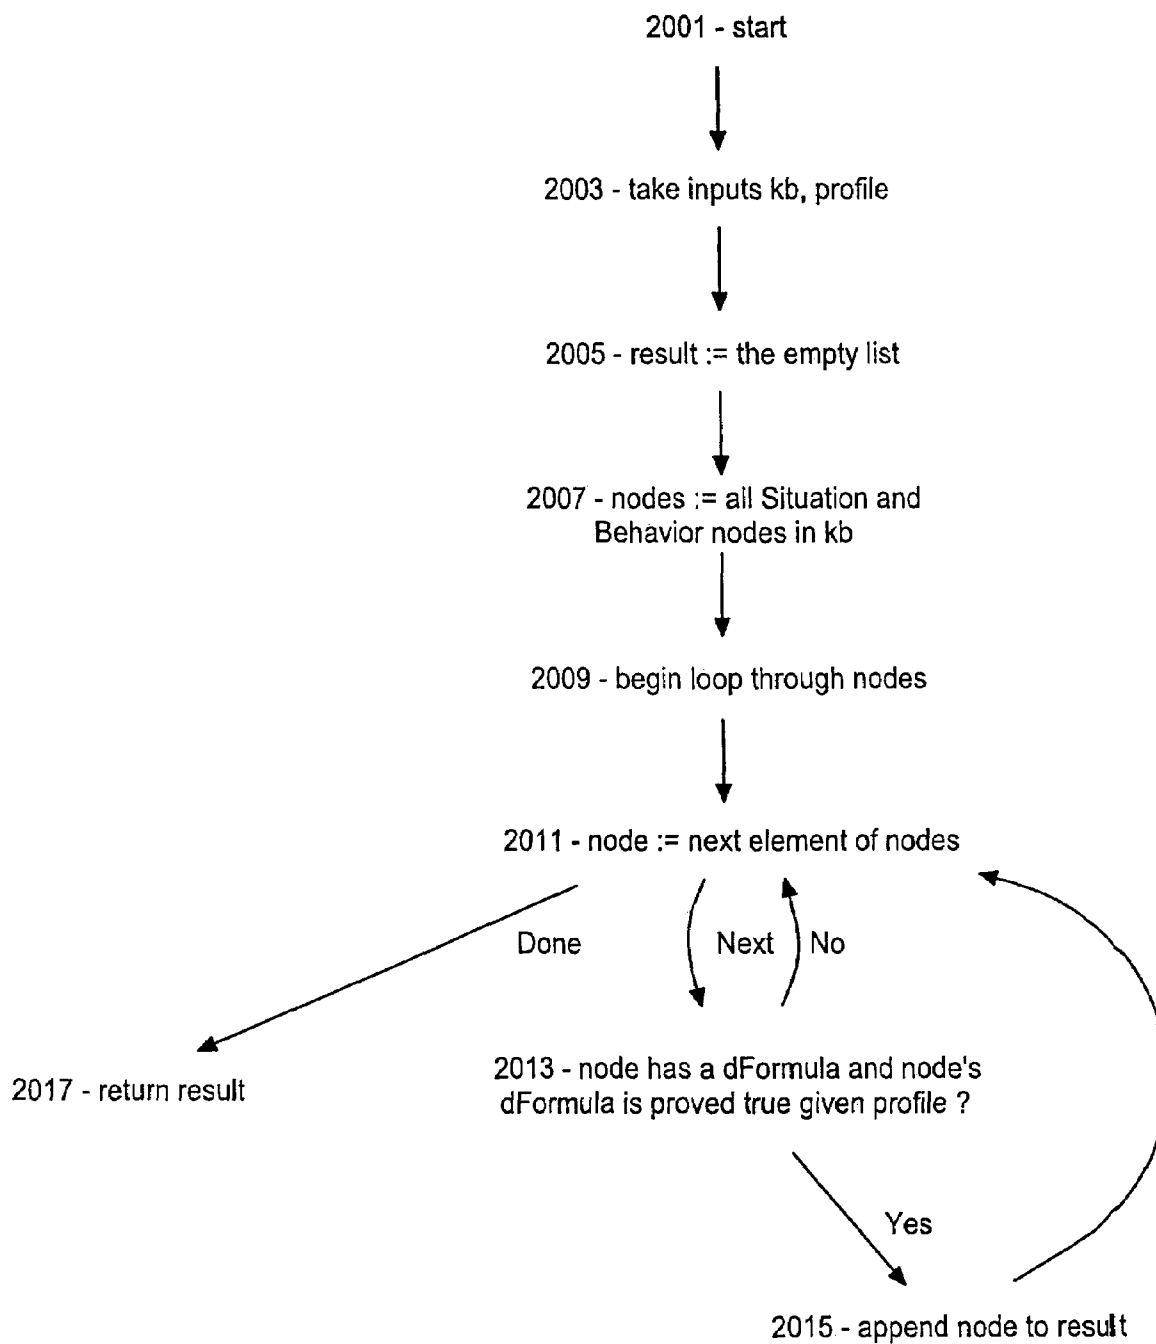 2001 - start
2003 - take inputs kb, profile
2005 - result := the empty list
2007 - nodes := all Situation and
Behavior nodes in kb
2009 - begin loop through nodes
2011 - node := next element of nodes
Done
Next
No
2013 - node has a dFormula and node's
dFormula is proved true given profile ?
2017 - return result
Yes
2015 - append node to result